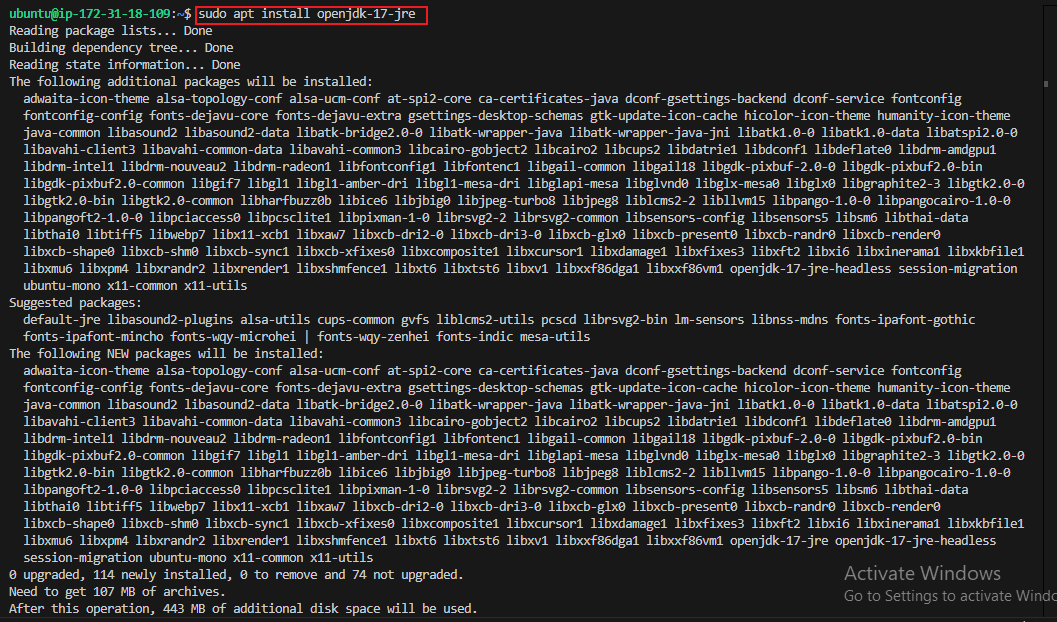 ubuntu@ip-172-31-18-109:~$ sudo apt install openjdk-17-jre
Reading package lists... Done
Building dependency tree... Done
Reading state information... Done
The following additional packages will be installed:
  adwaita-icon-theme alsa-topology-conf alsa-ucm-conf at-spi2-core ca-certificates-java dconf-gsettings-backend dconf-service fontconfig
  fontconfig-config fonts-dejavu-core fonts-dejavu-extra gsettings-desktop-schemas gtk-update-icon-cache hicolor-icon-theme humanity-icon-theme
  java-common libasound2 libasound2-data libatk-bridge2.0-0 libatk-wrapper-java libatk-wrapper-java-jni libatk1.0-0 libatk1.0-data libatspi2.0-0
  libavahi-client3 libavahi-common-data libavahi-common3 libcairo-gobject2 libcairo2 libcups2 libdatrie1 libdconf1 libdeflate0 libdrm-amdgpu1
  libdrm-intel1 libdrm-nouveau2 libdrm-radeon1 libfontconfig1 libfontenc1 libgail-common libgail18 libgdk-pixbuf-2.0-0 libgdk-pixbuf2.0-bin
  libgdk-pixbuf2.0-common libgif7 libgl1 libgl1-amber-dri libgl1-mesa-dri libglapi-mesa libglvnd0 libglx-mesa0 libglx0 libgraphite2-3 libgtk2.0-0
  libgtk2.0-bin libgtk2.0-common libharfbuzz0b libice6 libjbig0 libjpeg-turbo8 libjpeg8 liblcms2-2 libllvm15 libpango-1.0-0 libpangocairo-1.0-0
  libpangoft2-1.0-0 libpciaccess0 libpcsclite1 libpixman-1-0 librsvg2-2 librsvg2-common libsensors-config libsensors5 libsm6 libthai-data
  libthai0 libtiff5 libwebp7 libx11-xcb1 libxaw7 libxcb-dri2-0 libxcb-dri3-0 libxcb-glx0 libxcb-present0 libxcb-randr0 libxcb-render0
  libxcb-shape0 libxcb-shm0 libxcb-sync1 libxcb-xfixes0 libxcomposite1 libxcursor1 libxdamage1 libxfixes3 libxft2 libxi6 libxinerama1 libxkbfile1
  libxmu6 libxpm4 libxrandr2 libxrender1 libxshmfence1 libxt6 libxtst6 libxv1 libxxf86dga1 libxxf86vm1 openjdk-17-jre-headless session-migration
  ubuntu-mono x11-common x11-utils
Suggested packages:
  default-jre libasound2-plugins alsa-utils cups-common gvfs liblcms2-utils pcscd librsvg2-bin lm-sensors libnss-mdns fonts-ipafont-gothic
  fonts-ipafont-mincho fonts-wqy-microhei | fonts-wqy-zenhei fonts-indic mesa-utils
The following NEW packages will be installed:
  adwaita-icon-theme alsa-topology-conf alsa-ucm-conf at-spi2-core ca-certificates-java dconf-gsettings-backend dconf-service fontconfig
  fontconfig-config fonts-dejavu-core fonts-dejavu-extra gsettings-desktop-schemas gtk-update-icon-cache hicolor-icon-theme humanity-icon-theme
  java-common libasound2 libasound2-data libatk-bridge2.0-0 libatk-wrapper-java libatk-wrapper-java-jni libatk1.0-0 libatk1.0-data libatspi2.0-0
  libavahi-client3 libavahi-common-data libavahi-common3 libcairo-gobject2 libcairo2 libcups2 libdatrie1 libdconf1 libdeflate0 libdrm-amdgpu1
  libdrm-intel1 libdrm-nouveau2 libdrm-radeon1 libfontconfig1 libfontenc1 libgail-common libgail18 libgdk-pixbuf-2.0-0 libgdk-pixbuf2.0-bin
  libgdk-pixbuf2.0-common libgif7 libgl1 libgl1-amber-dri libgl1-mesa-dri libglapi-mesa libglvnd0 libglx-mesa0 libglx0 libgraphite2-3 libgtk2.0-0
  libgtk2.0-bin libgtk2.0-common libharfbuzz0b libice6 libjbig0 libjpeg-turbo8 libjpeg8 liblcms2-2 libllvm15 libpango-1.0-0 libpangocairo-1.0-0
  libpangoft2-1.0-0 libpciaccess0 libpcsclite1 libpixman-1-0 librsvg2-2 librsvg2-common libsensors-config libsensors5 libsm6 libthai-data
  libthai0 libtiff5 libwebp7 libx11-xcb1 libxaw7 libxcb-dri2-0 libxcb-dri3-0 libxcb-glx0 libxcb-present0 libxcb-randr0 libxcb-render0
  libxcb-shape0 libxcb-shm0 libxcb-sync1 libxcb-xfixes0 libxcomposite1 libxcursor1 libxdamage1 libxfixes3 libxft2 libxi6 libxinerama1 libxkbfile1
  libxmu6 libxpm4 libxrandr2 libxrender1 libxshmfence1 libxt6 libxtst6 libxv1 libxxf86dga1 libxxf86vm1 openjdk-17-jre openjdk-17-jre-headless
  session-migration ubuntu-mono x11-common x11-utils
0 upgraded, 114 newly installed, 0 to remove and 74 not upgraded.
Need to get 107 MB of archives.
After this operation, 443 MB of additional disk space will be used.
Activate Windows
Go to Settings to activate Windo